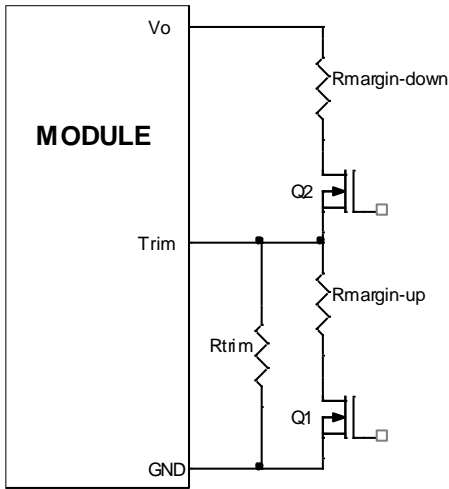 Vo
Rmargin-down
MODULE
Q2
Trim
Rmargin-up
Rtrim
Q1
GND